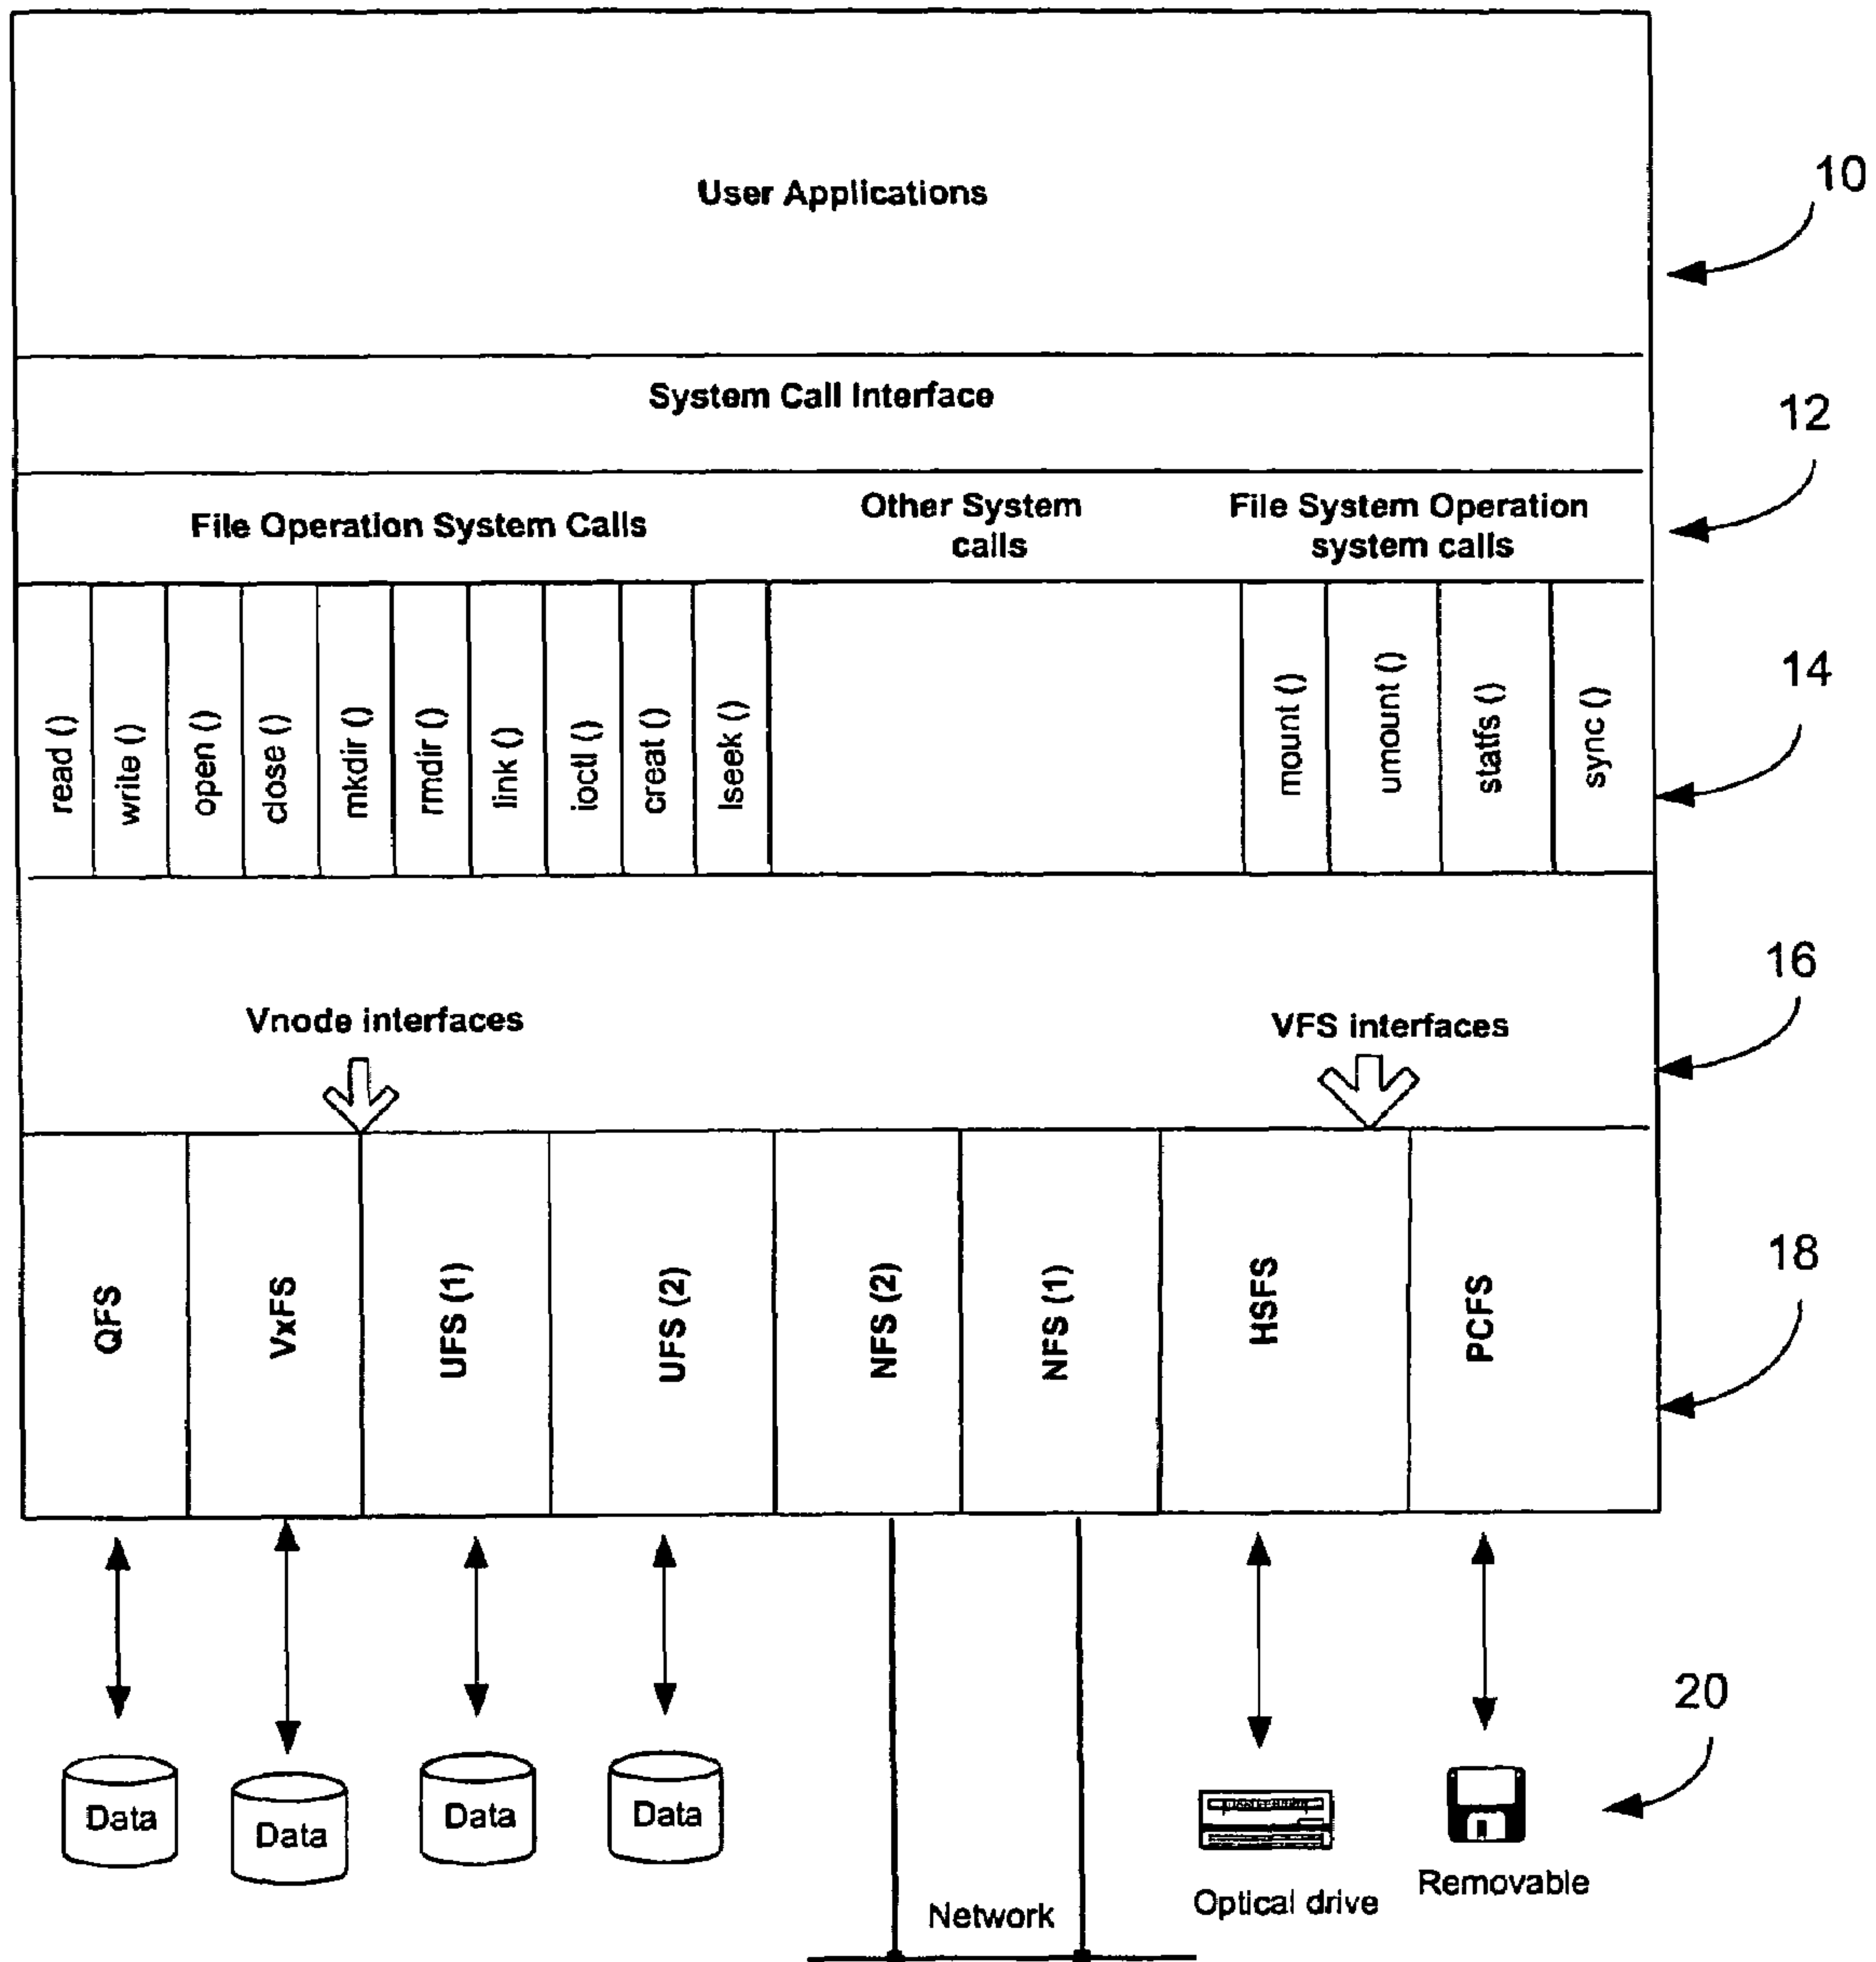 User Applications
10
System Call Interface
12
File Operation System Calls
Other System
calls
File System Operation
system calls
read ()
write ()
open ()
close ()
mkdir ()
rmdir ()
link ()
ioctl ()
creat ()
lseek ()
mount ()
umount ()
statfs ()
sync ()
14
Vnode interfaces
VFS interfaces
16
QFS
VxFS
UFS (1)
UFS (2)
NFS (2)
NFS (1)
HSFS
PCFS
18
20
Data
Data
Data
Data
Network
Optical drive
Removable